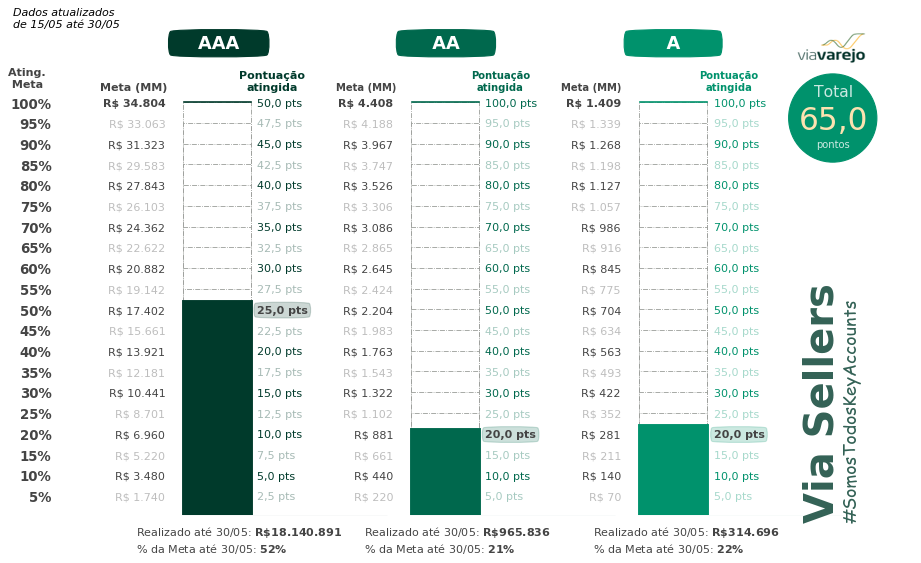 Dados atualizados
de 15/05 até 30/05
AAA
AA
A
viavarejo
Total
65,0
pontos
Ating.
Meta
Meta (MM)
Pontuação
atingida
Meta (MM)
Pontuação
atingida
Meta (MM)
Pontuação
atingida
100% R$ 34.804 50,0 pts R$ 4.408 100,0 pts R$ 1.409 100,0 pts
95% R$ 33.063 47,5 pts R$ 4.188 95,0 pts R$ 1.339 95,0 pts
90% R$ 31.323 45,0 pts R$ 3.967 90,0 pts R$ 1.268 90,0 pts
85% R$ 29.583 42,5 pts R$ 3.747 85,0 pts R$ 1.198 85,0 pts
80% R$ 27.843 40,0 pts R$ 3.526 80,0 pts R$ 1.127 80,0 pts
75% R$ 26.103 37,5 pts R$ 3.306 75,0 pts R$ 1.057 75,0 pts
70% R$ 24.362 35,0 pts R$ 3.086 70,0 pts R$ 986 70,0 pts
65% R$ 22.622 32,5 pts R$ 2.865 65,0 pts R$ 916 65,0 pts
60% R$ 20.882 30,0 pts R$ 2.645 60,0 pts R$ 845 60,0 pts
55% R$ 19.142 27,5 pts R$ 2.424 55,0 pts R$ 775 55,0 pts
50% R$ 17.402 25,0 pts R$ 2.204 50,0 pts R$ 704 50,0 pts
45% R$ 15.661 22,5 pts R$ 1.983 45,0 pts R$ 634 45,0 pts
40% R$ 13.921 20,0 pts R$ 1.763 40,0 pts R$ 563 40,0 pts
35% R$ 12.181 17,5 pts R$ 1.543 35,0 pts R$ 493 35,0 pts
30% R$ 10.441 15,0 pts R$ 1.322 30,0 pts R$ 422 30,0 pts
25% R$ 8.701 12,5 pts R$ 1.102 25,0 pts R$ 352 25,0 pts
20% R$ 6.960 10,0 pts R$ 881 20,0 pts R$ 281 20,0 pts
15% R$ 5.220 7,5 pts R$ 661 15,0 pts R$ 211 15,0 pts
10% R$ 3.480 5,0 pts R$ 440 10,0 pts R$ 140 10,0 pts
5% R$ 1.740 2,5 pts R$ 220 5,0 pts R$ 70 5,0 pts
Via Sellers
#SomosTodosKeyAccounts
Realizado até 30/05: R$18.140.891
% da Meta até 30/05: 52%
Realizado até 30/05: R$965.836
% da Meta até 30/05: 21%
Realizado até 30/05: R$314.696
% da Meta até 30/05: 22%